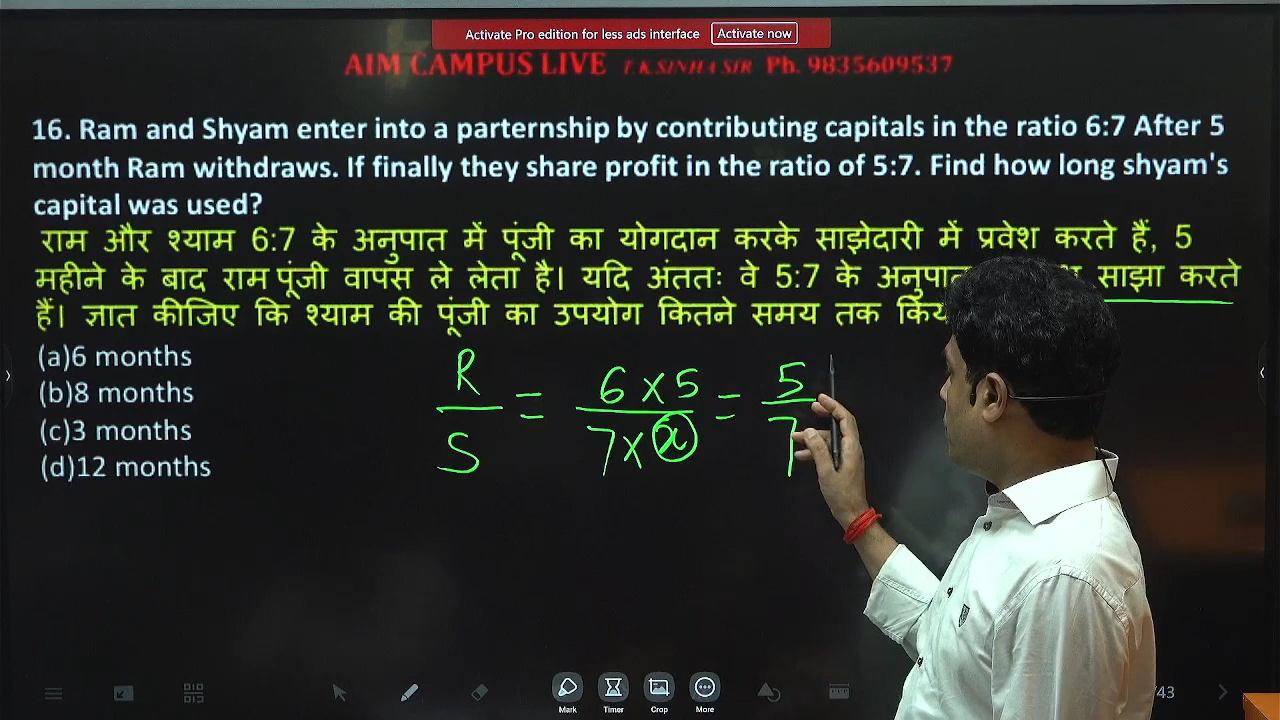 Activate Pro edition for less ads interface Activate now
AIM CAMPUS LIVE T.K.SINHA SIR Ph. 9835609537
16. Ram and Shyam enter into a parternship by contributing capitals in the ratio 6:7 After 5
month Ram withdraws. If finally they share profit in the ratio of 5:7. Find how long shyam's
capital was used?
राम और श्याम 6:7 के अनुपात में पूंजी का योगदान करके साझेदारी में प्रवेश करते हैं, 5
महीने के बाद राम पूंजी वापस ले लेता है। यदि अंततः वे 5:7 के साझा करते
हैं। ज्ञात कीजिए कि श्याम की पूंजी का उपयोग कितने समय तक
(a)6 months
(b)8 months
(c)3 months
(d)12 months
R/S = 6 x 5/7 x x = 5/7
Mark Timer Crop More
/43